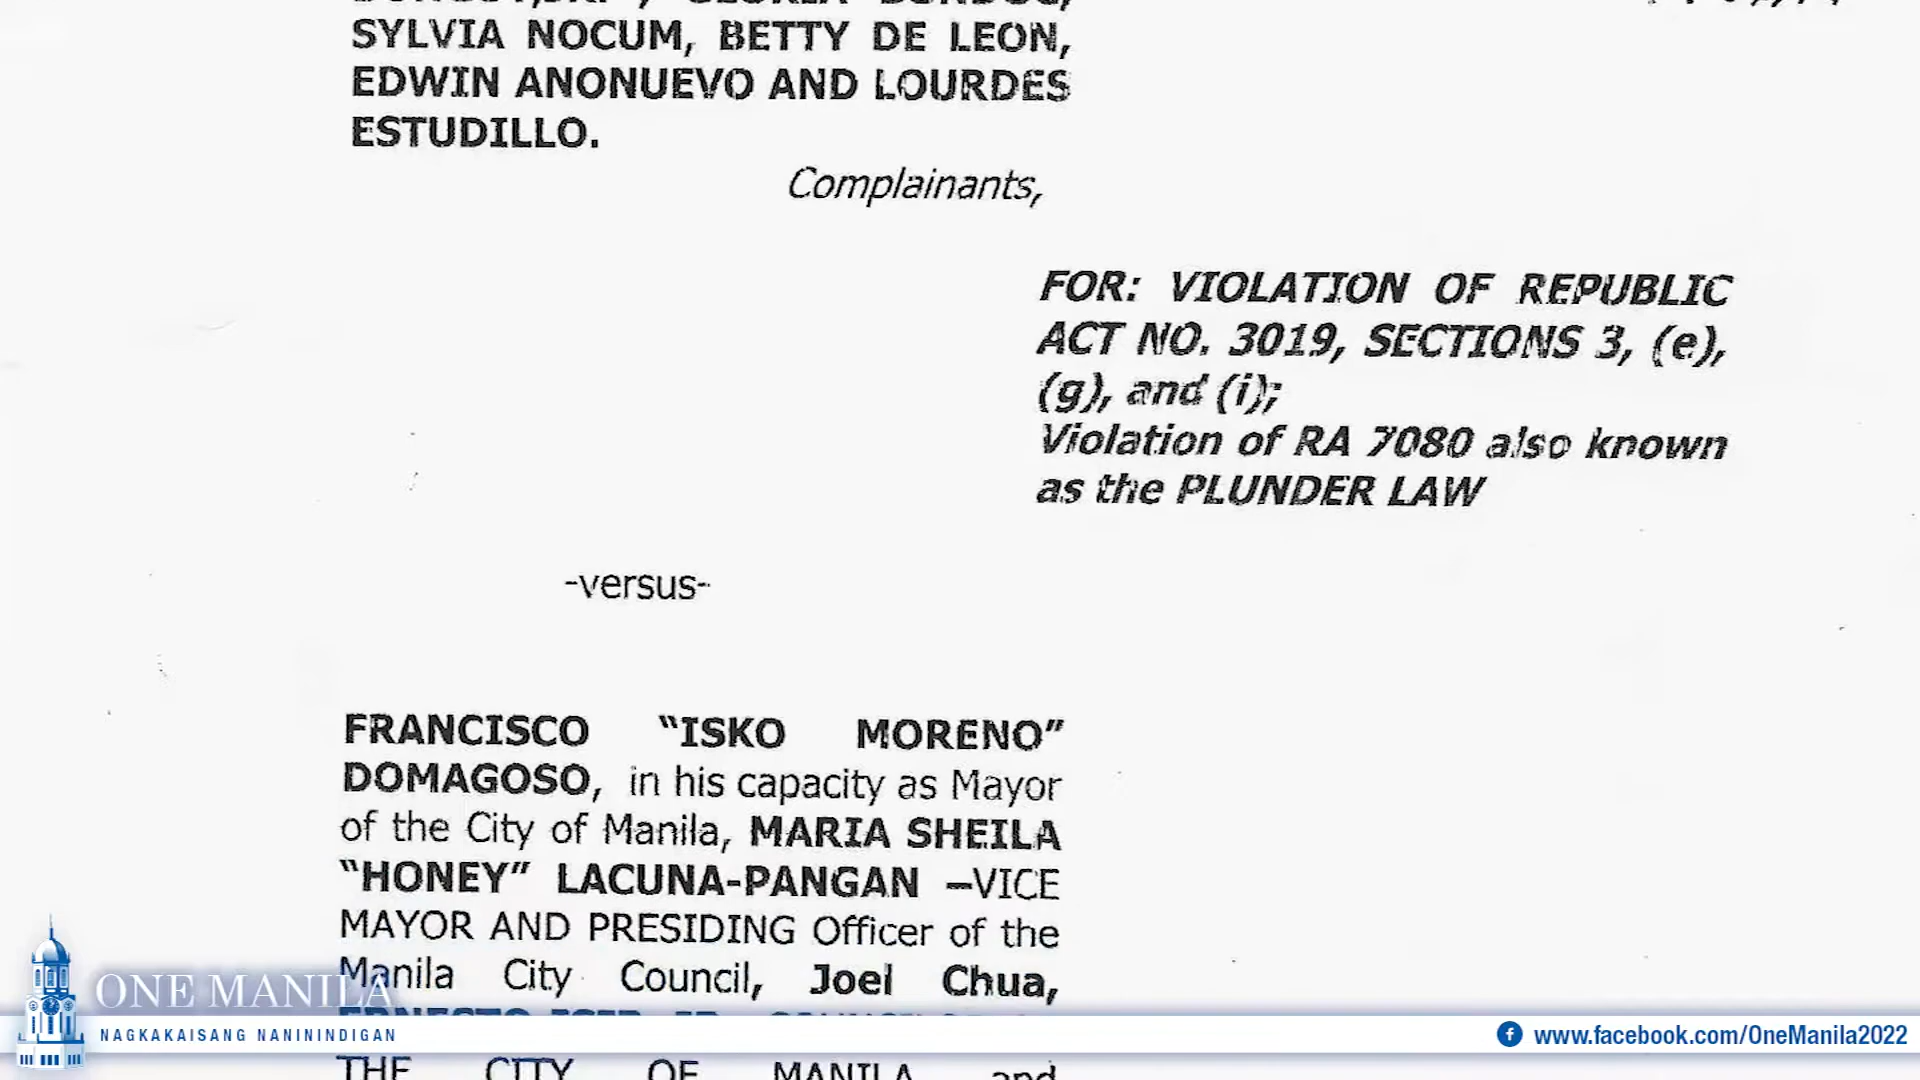 SYLVIA NOCUM, BETTY DE LEON,
EDWIN ANONUEVO AND LOURDES
ESTUDILLO.
Complainants,
FOR: VIOLATION OF REPUBLIC
ACT NO. 3019, SECTIONS 3, (e),
(g), and (i);
Violation of RA 7080 also known
as the PLUNDER LAW
-versus-
FRANCISCO "ISKO MORENO"
DOMAGOSO, in his capacity as Mayor
of the City of Manila, MARIA SHEILA
"HONEY" LACUNA-PANGAN –VICE
MAYOR AND PRESIDING Officer of the
Manila City Council, Joel Chua,
THE CITY OF MANILA and
ONE MANILA
NAGKAKAISANG NANININDIGAN
www.facebook.com/OneManila2022